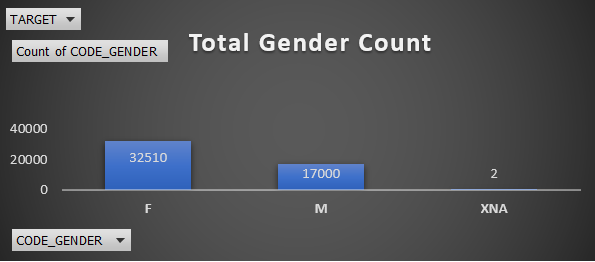 TARGET
Count of CODE_GENDER
Total Gender Count
40000
20000
0
32510
17000
2
F M XNA
CODE_GENDER